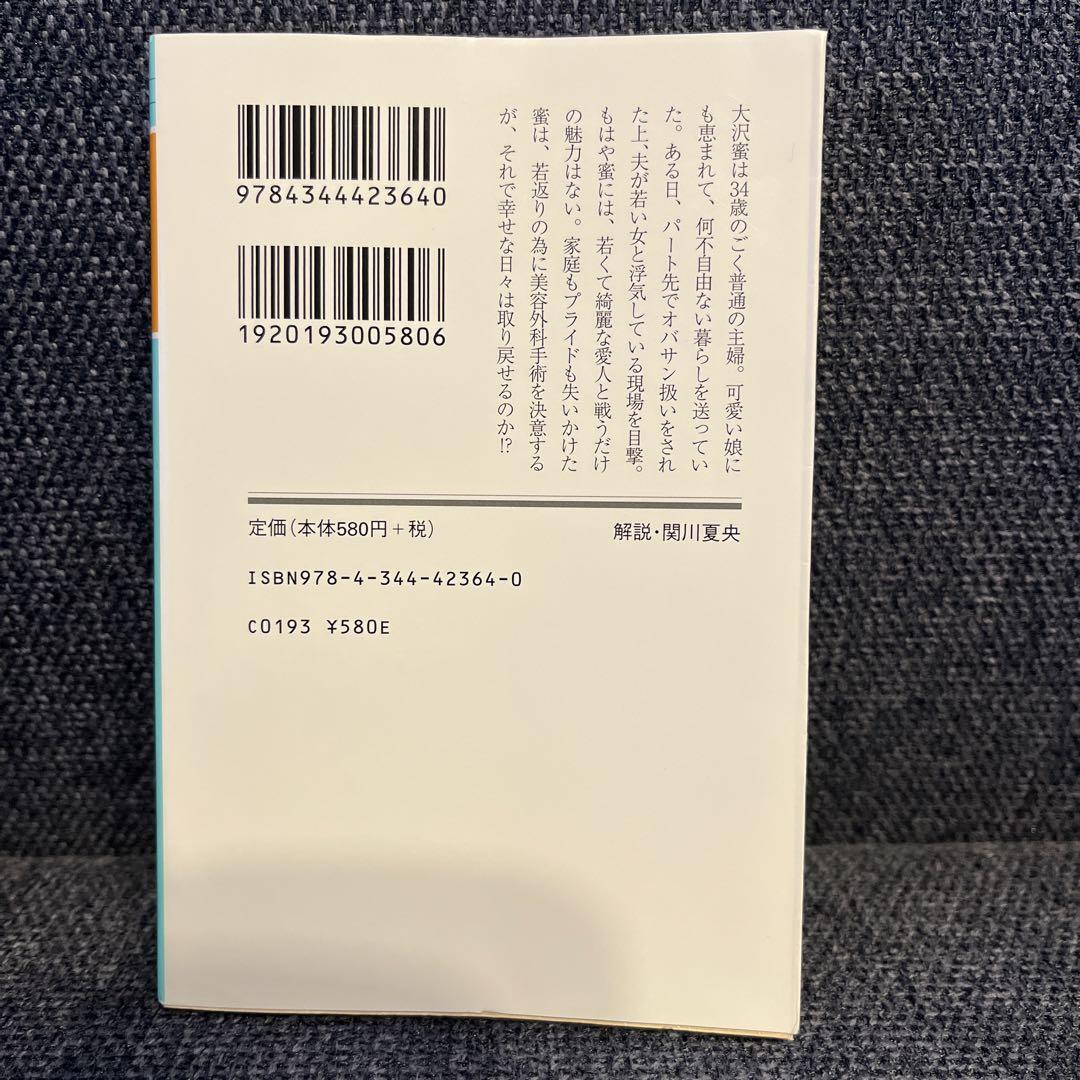 9784344423640
1920193005806
大沢蜜は34歳のごく普通の主婦。可愛い娘に
も恵まれて、何不自由ない暮らしを送ってい
た。ある日、パート先でオバサン扱いをされ
た上、夫が若い女と浮気している現場を目撃。
もはや蜜には、若くて綺麗な愛人と戦うだけ
の魅力はない。家庭もプライドも失いかけた
蜜は、若返りの為に美容外科手術を決意する
が、それで幸せな日々は取り戻せるのか!?
定価(本体580円+税)
解説・関川夏央
ISBN978-4-344-42364-0
C0193 ¥580E